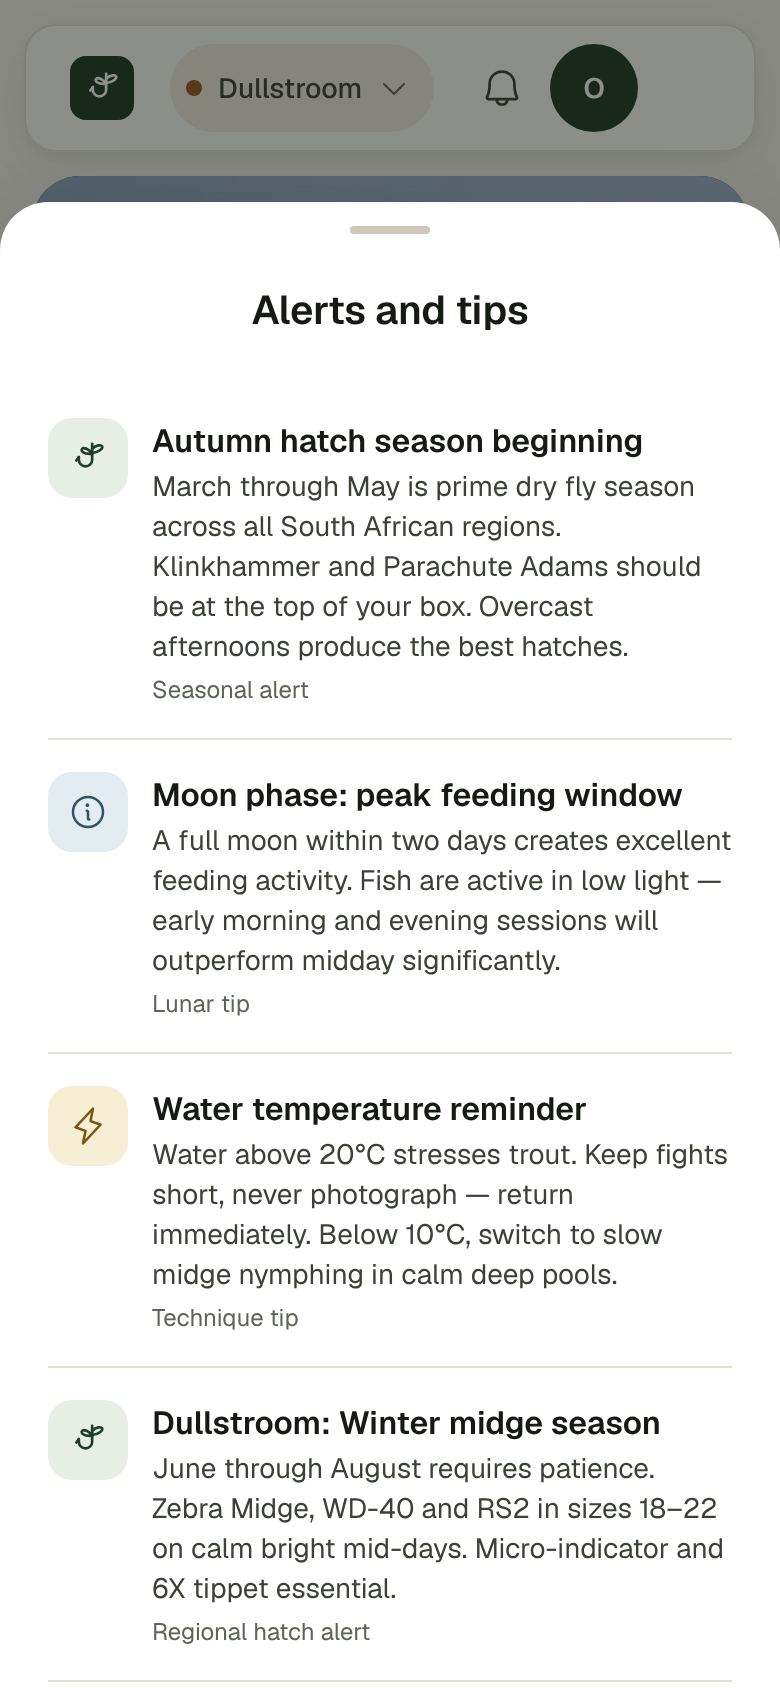 Dullstroom
O
Alerts and tips
Autumn hatch season beginning
March through May is prime dry fly season
across all South African regions.
Klinkhammer and Parachute Adams should
be at the top of your box. Overcast
afternoons produce the best hatches.
Seasonal alert
Moon phase: peak feeding window
A full moon within two days creates excellent
feeding activity. Fish are active in low light —
early morning and evening sessions will
outperform midday significantly.
Lunar tip
Water temperature reminder
Water above 20°C stresses trout. Keep fights
short, never photograph — return
immediately. Below 10°C, switch to slow
midge nymphing in calm deep pools.
Technique tip
Dullstroom: Winter midge season
June through August requires patience.
Zebra Midge, WD-40 and RS2 in sizes 18–22
on calm bright mid-days. Micro-indicator and
6X tippet essential.
Regional hatch alert